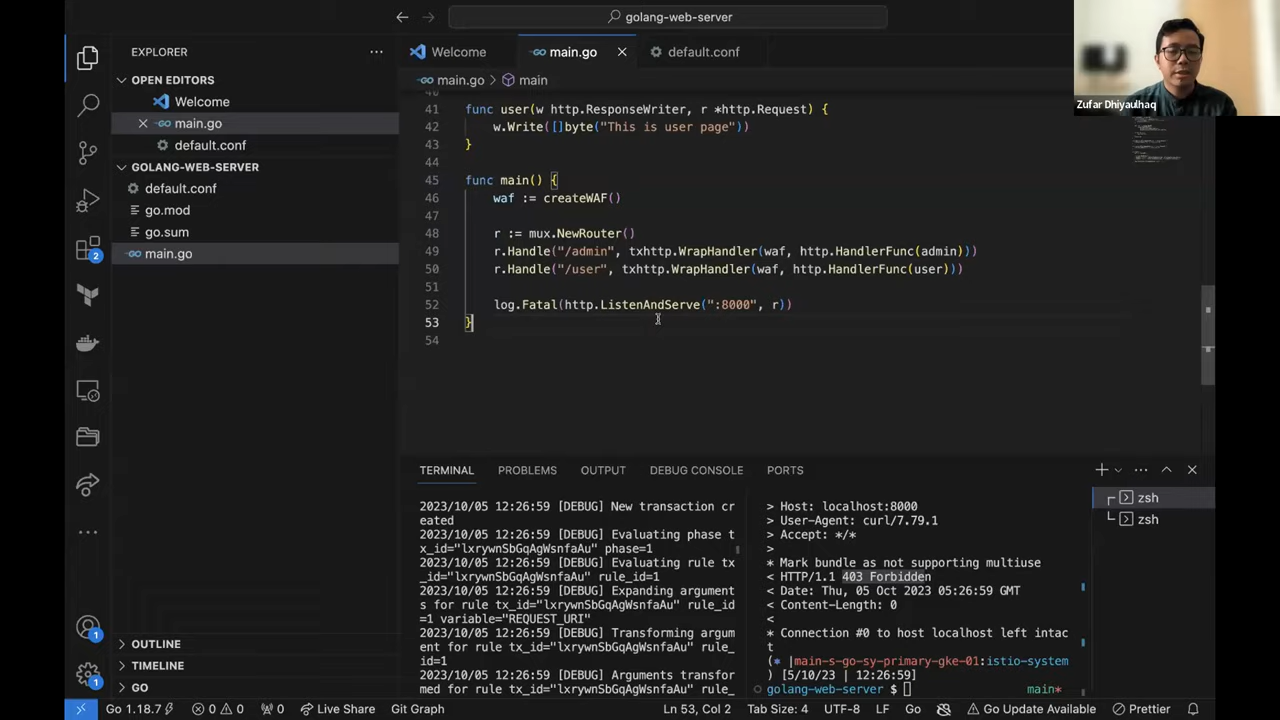 golang-web-server
Zufar Dhiyaulhaq
EXPLORER
OPEN EDITORS
Welcome
main.go
default.conf
GOLANG-WEB-SERVER
default.conf
go.mod
go.sum
main.go
OUTLINE
TIMELINE
GO
2
1
1
Welcome
main.go
default.conf
main.go > main
41 func user(w http.ResponseWriter, r *http.Request) {
42 w.Write([]byte("This is user page"))
43 }
44
45 func main() {
46 waf := createWAF()
47
48 r := mux.NewRouter()
49 r.Handle("/admin", txhttp.WrapHandler(waf, http.HandlerFunc(admin)))
50 r.Handle("/user", txhttp.WrapHandler(waf, http.HandlerFunc(user)))
51
52 log.Fatal(http.ListenAndServe(":8000", r))
53 }
54
TERMINAL PROBLEMS OUTPUT DEBUG CONSOLE PORTS
2023/10/05 12:26:59 [DEBUG] New transaction cr
eated
2023/10/05 12:26:59 [DEBUG] Evaluating phase t
x_id="lxrywnSbGqAgWsnfaAu" phase=1
2023/10/05 12:26:59 [DEBUG] Evaluating rule tx
_id="lxrywnSbGqAgWsnfaAu" rule_id=1
2023/10/05 12:26:59 [DEBUG] Expanding argument
s for rule tx_id="lxrywnSbGqAgWsnfaAu" rule_id
=1 variable="REQUEST_URI"
2023/10/05 12:26:59 [DEBUG] Transforming argum
ent for rule tx_id="lxrywnSbGqAgWsnfaAu" rule_
id=1
2023/10/05 12:26:59 [DEBUG] Arguments transfor
med for rule tx_id="lxrywnSbGqAgWsnfaAu" rule_
> Host: localhost:8000
> User-Agent: curl/7.79.1
> Accept: */*
>
* Mark bundle as not supporting multiuse
< HTTP/1.1 403 Forbidden
< Date: Thu, 05 Oct 2023 05:26:59 GMT
< Content-Length: 0
<
* Connection #0 to host localhost left intac
t
(* |main-s-go-sy-primary-gke-01:istio-system
) [5/10/23 | 12:26:59]
golang-web-server $ main*
zsh
zsh
Go 1.18.7 0 0 0 Live Share Git Graph Ln 53, Col 2 Tab Size: 4 UTF-8 LF Go Go Update Available Prettier